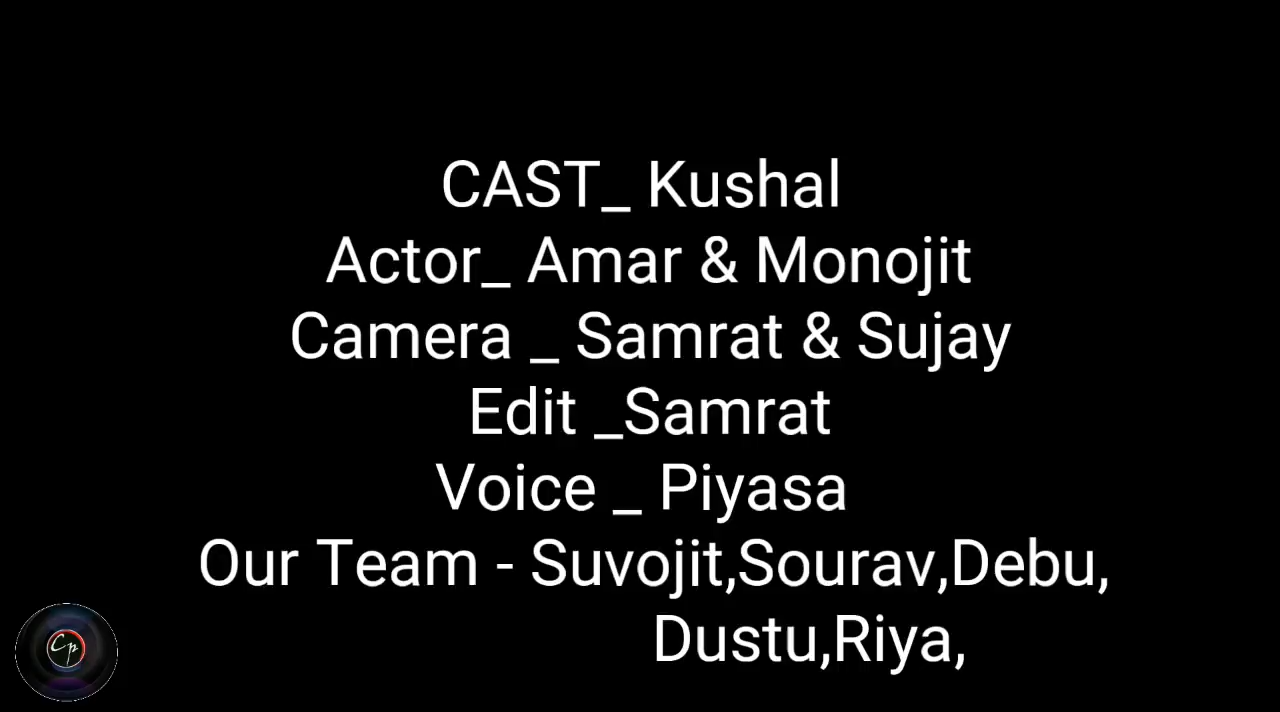 CAST_ Kushal
Actor_ Amar & Monojit
Camera _ Samrat & Sujay
Edit _Samrat
Voice _ Piyasa
Our Team - Suvojit,Sourav,Debu,
Dustu,Riya,
Cp